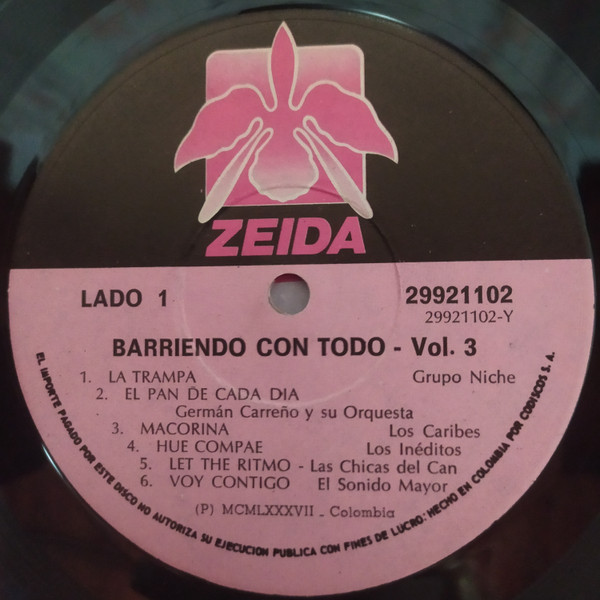 ZEIDA
LADO 1
29921102
29921102-Y
BARRIENDO CON TODO - Vol. 3
1. LA TRAMPA Grupo Niche
2. EL PAN DE CADA DIA
Germán Carreño y su Orquesta
3. MACORINA Los Caribes
4. HUE COMPAE Los Inéditos
5. LET THE RITMO - Las Chicas del Can
6. VOY CONTIGO El Sonido Mayor
(P) MCMLXXXVII - Colombia
EL IMPORTE PAGADO POR ESTE DISCO NO AUTORIZA SU EJECUCION PUBLICA CON FINES DE LUCRO: HECHO EN COLOMBIA POR CODISCOS S. A.